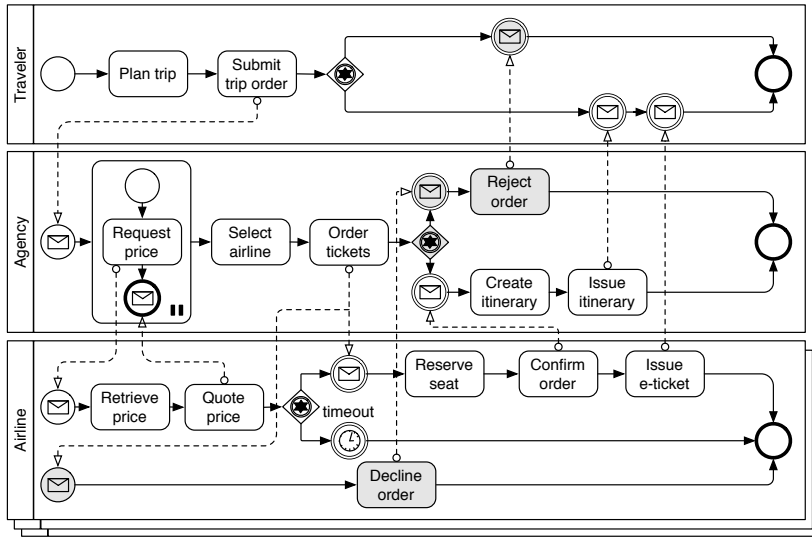 Traveler
Plan trip
Submit
trip order
Agency
Request
price
Select
airline
Order
tickets
Reject
order
Create
itinerary
Issue
itinerary
Airline
Retrieve
price
Quote
price
timeout
Reserve
seat
Confirm
order
Issue
e-ticket
Decline
order